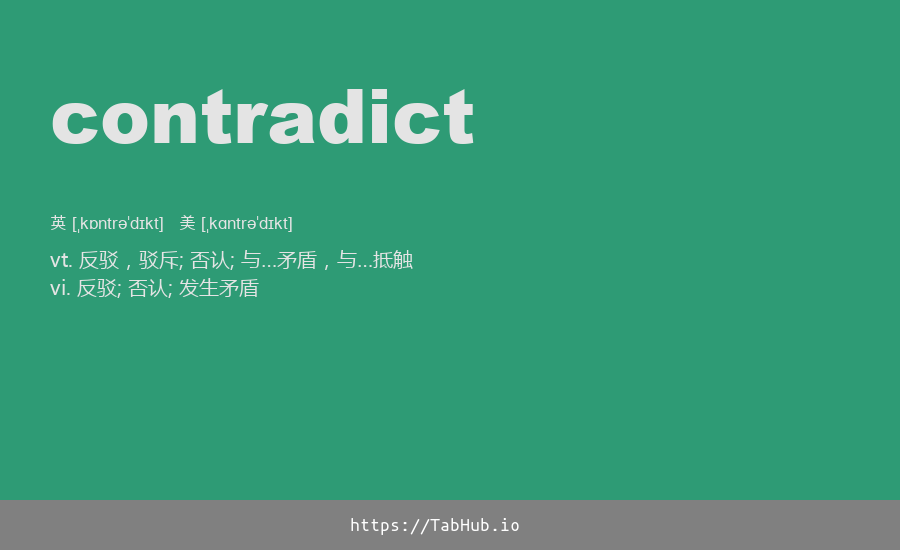 contradict
英 [ˌkɒntrəˈdɪkt] 美 [ˌkɑntrəˈdɪkt]
vt. 反驳，驳斥; 否认; 与…矛盾，与…抵触
vi. 反驳; 否认; 发生矛盾
https://TabHub.io